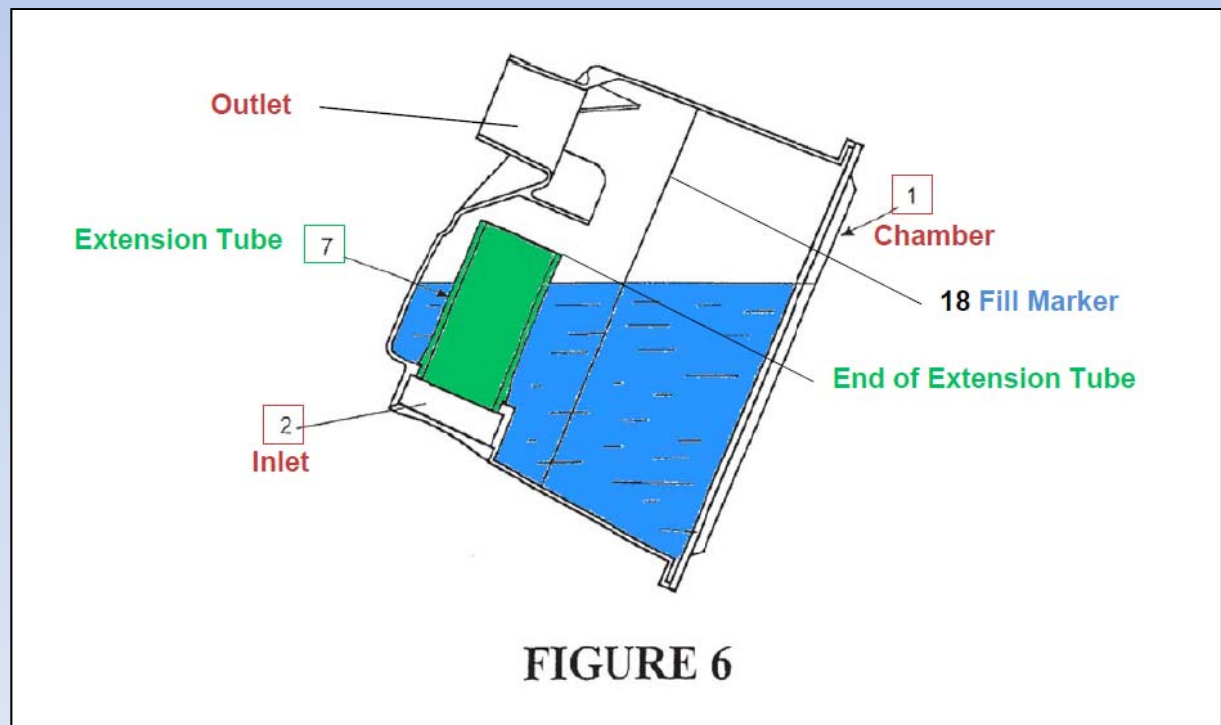 Outlet
1
Chamber
Extension Tube 7
18 Fill Marker
End of Extension Tube
2
Inlet
FIGURE 6